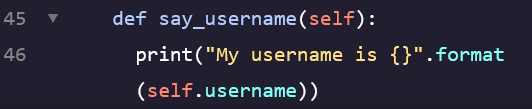 45 def say_username(self):
46 print("My username is {}".format
(self.username))